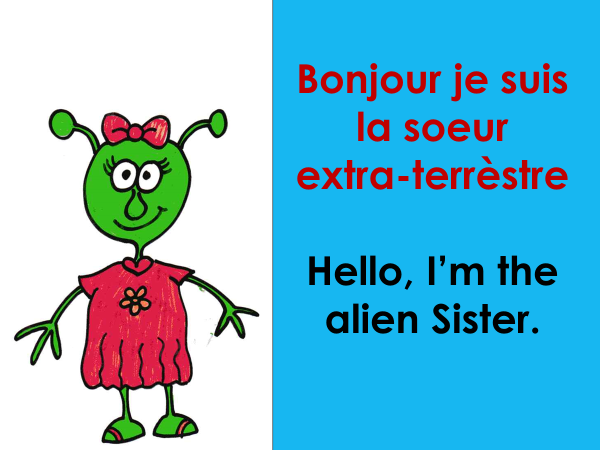 Bonjour je suis
la soeur
extra-terrèstre
Hello, I’m the
alien Sister.